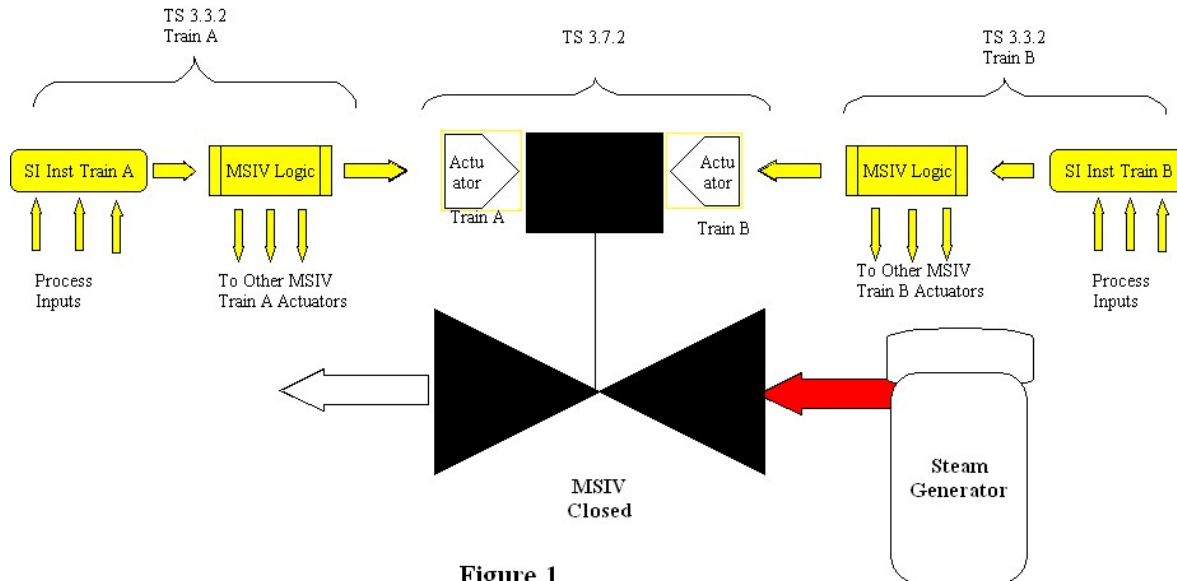 TS 3.3.2
Train A
TS 3.7.2
TS 3.3.2
Train B
SI Inst Train A
MSIV Logic
Actu
ator
Train A
Actu
ator
Train B
MSIV Logic
SI Inst Train B
Process
Inputs
To Other MSIV
Train A Actuators
To Other MSIV
Train B Actuators
Process
Inputs
MSIV
Closed
Steam
Generator
Figure 1